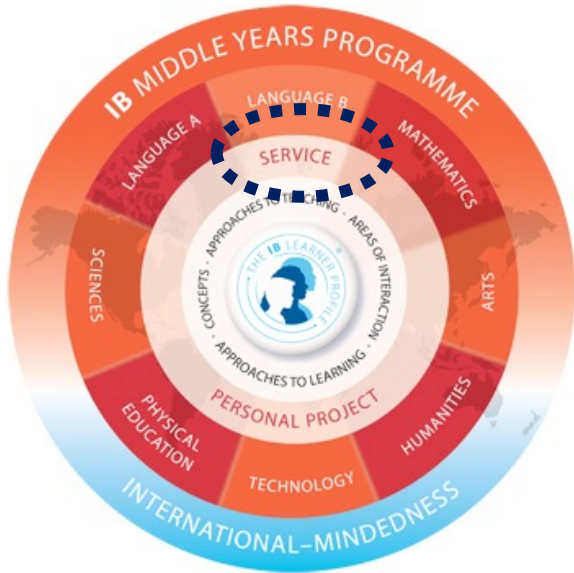 IB MIDDLE YEARS PROGRAMME
LANGUAGE B
LANGUAGE A
MATHEMATICS
SERVICE
SCIENCES
ARTS
· CONCEPTS · APPROACHES TO TEACHING · AREAS OF INTERACTION
APPROACHES TO LEARNING ·
THE IB LEARNER PROFILE
®
PERSONAL PROJECT
PHYSICAL
EDUCATION
HUMANITIES
TECHNOLOGY
INTERNATIONAL–MINDEDNESS